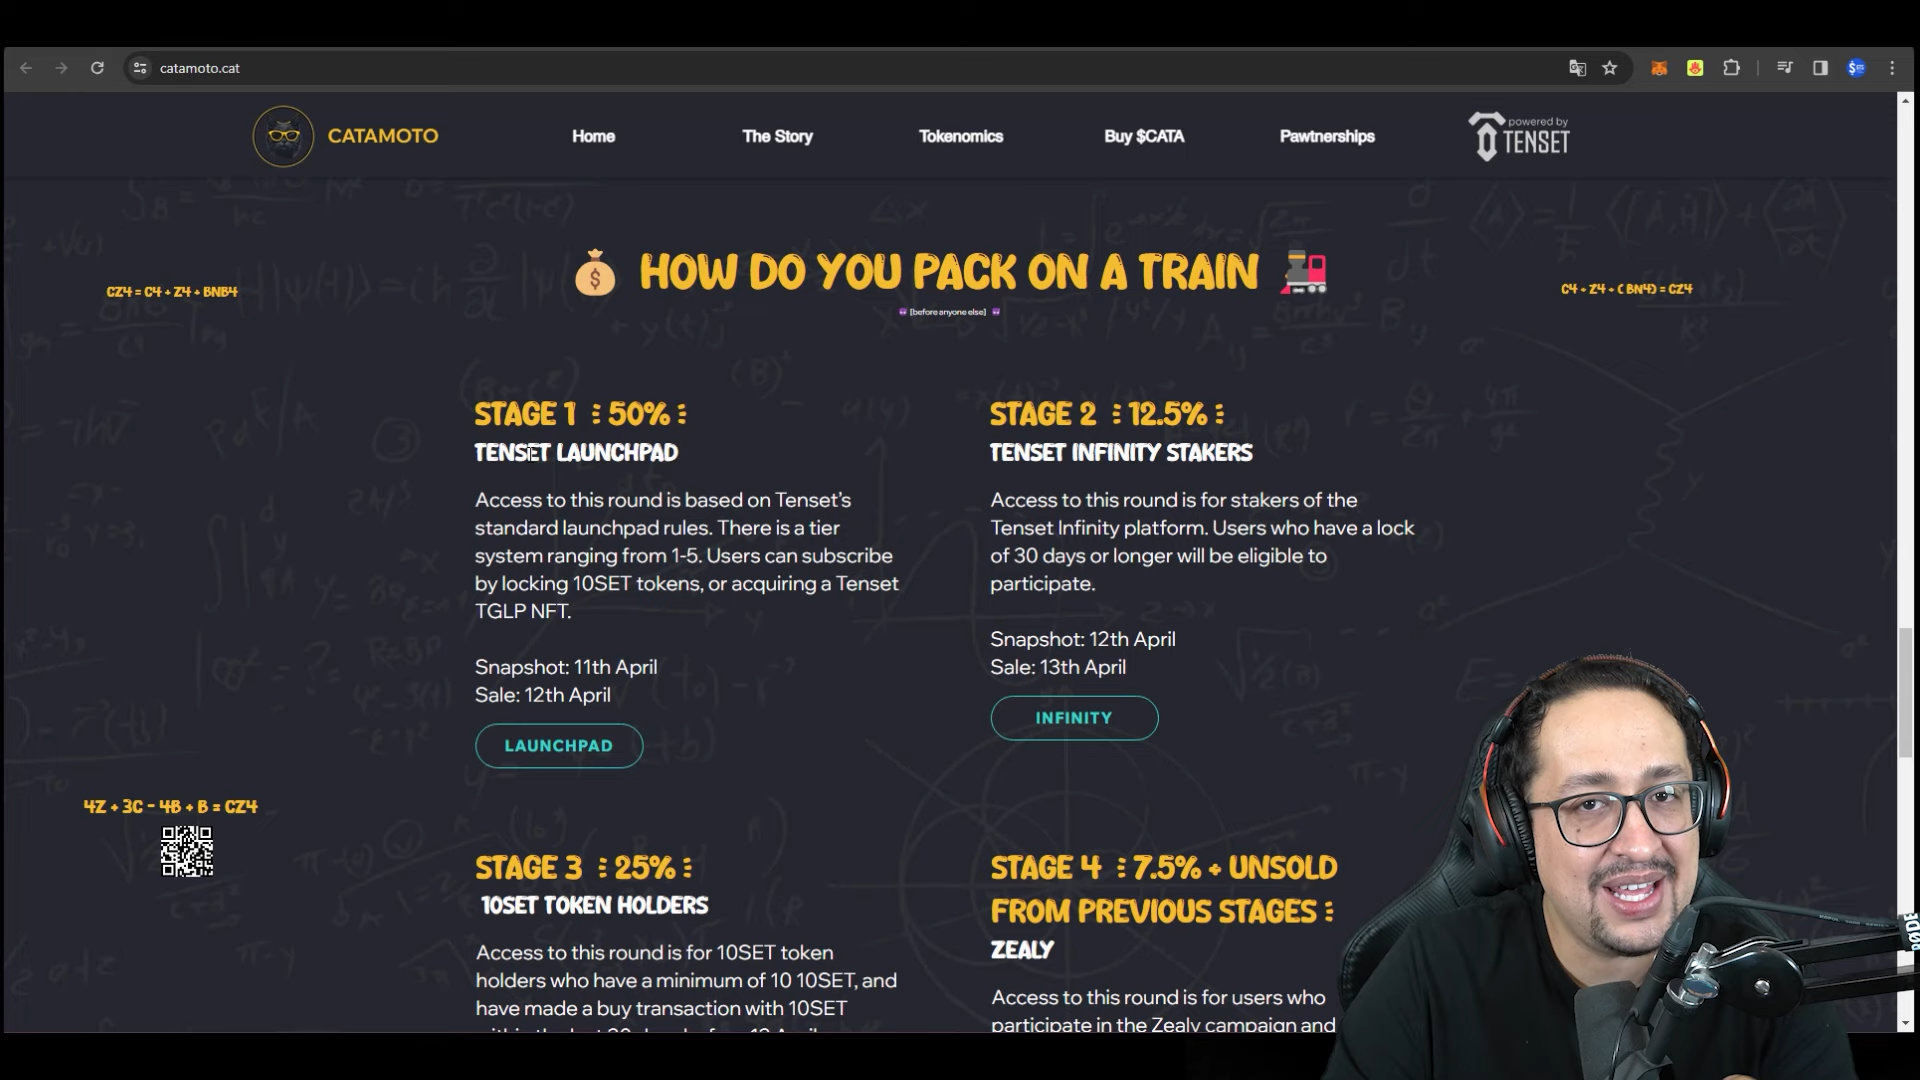 catamoto.cat
CATAMOTO
Home
The Story
Tokenomics
Buy $CATA
Pawtnerships
powered by
TENSET
HOW DO YOU PACK ON A TRAIN
[before anyone else]
CZ4 = C4 + Z4 + BNB4
C4 + Z4 + ( BN4) = CZ4
STAGE 1 ⫶ 50% ⫶
TENSET LAUNCHPAD
Access to this round is based on Tenset's
standard launchpad rules. There is a tier
system ranging from 1-5. Users can subscribe
by locking 10SET tokens, or acquiring a Tenset
TGLP NFT.
Snapshot: 11th April
Sale: 12th April
LAUNCHPAD
STAGE 2 ⫶ 12.5% ⫶
TENSET INFINITY STAKERS
Access to this round is for stakers of the
Tenset Infinity platform. Users who have a lock
of 30 days or longer will be eligible to
participate.
Snapshot: 12th April
Sale: 13th April
INFINITY
4Z + 3C - 4B + B = CZ4
STAGE 3 ⫶ 25% ⫶
10SET TOKEN HOLDERS
Access to this round is for 10SET token
holders who have a minimum of 10 10SET, and
have made a buy transaction with 10SET
STAGE 4 ⫶ 7.5% + UNSOLD
FROM PREVIOUS STAGES ⫶
ZEALY
Access to this round is for users who
participate in the Zealy campaign and
RØDE